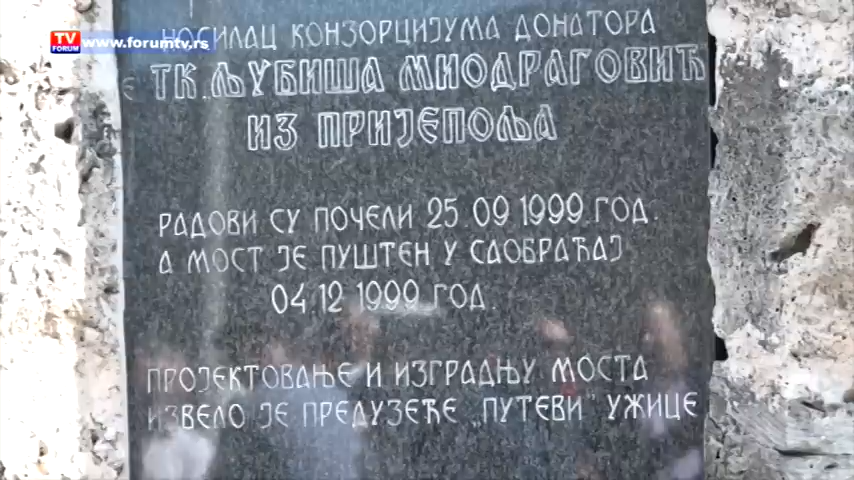 TV FORUM www.forumtv.rs
НОСИЛАЦ КОНЗОРЦИЈУМА ДОНАТОРА
Е ТК „ЉУБИША МИОДРАГОВИЋ
ИЗ ПРИЈЕПОЉА
РАДОВИ СУ ПОЧЕЛИ 25.09 1999.ГОД.
А МОСТ ЈЕ ПУШТЕН У САОБРАЋАЈ
04.12 1999 ГОД.
ПРОЈЕКТОВАЊЕ И ИЗГРАДЊУ МОСТА
ИЗВЕЛО ЈЕ ПРЕДУЗЕЋЕ „ПУТЕВИ" УЖИЦЕ